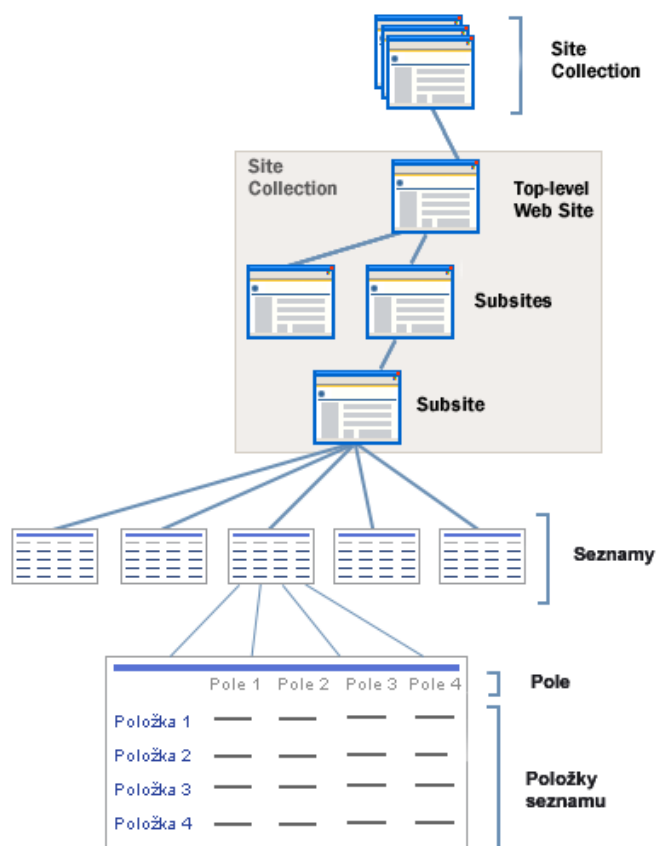 Site
Collection
Site
Collection
Top-level
Web Site
Subsites
Subsite
Seznamy
Pole 1 Pole 2 Pole 3 Pole 4
Pole
Položka 1
Položka 2
Položka 3
Položka 4
Položky
seznamu